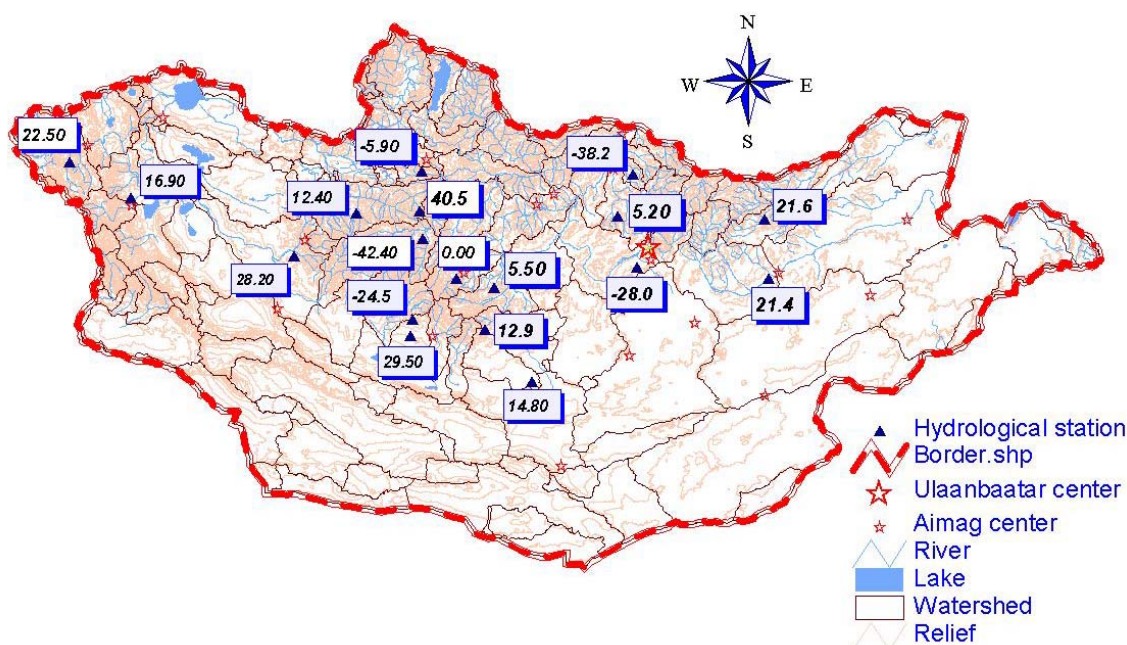 N
W E
S
22.50
-5.90
-38.2
16.90
12.40
40.5
5.20
21.6
-42.40
0.00
28.20
5.50
-24.5
-28.0
21.4
12.9
29.50
14.80
Hydrological station
Border.shp
Ulaanbaatar center
Aimag center
River
Lake
Watershed
Relief